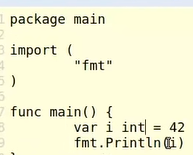 package main
import (
"fmt"
)
func main() {
var i int = 42
fmt.Println(i)
}